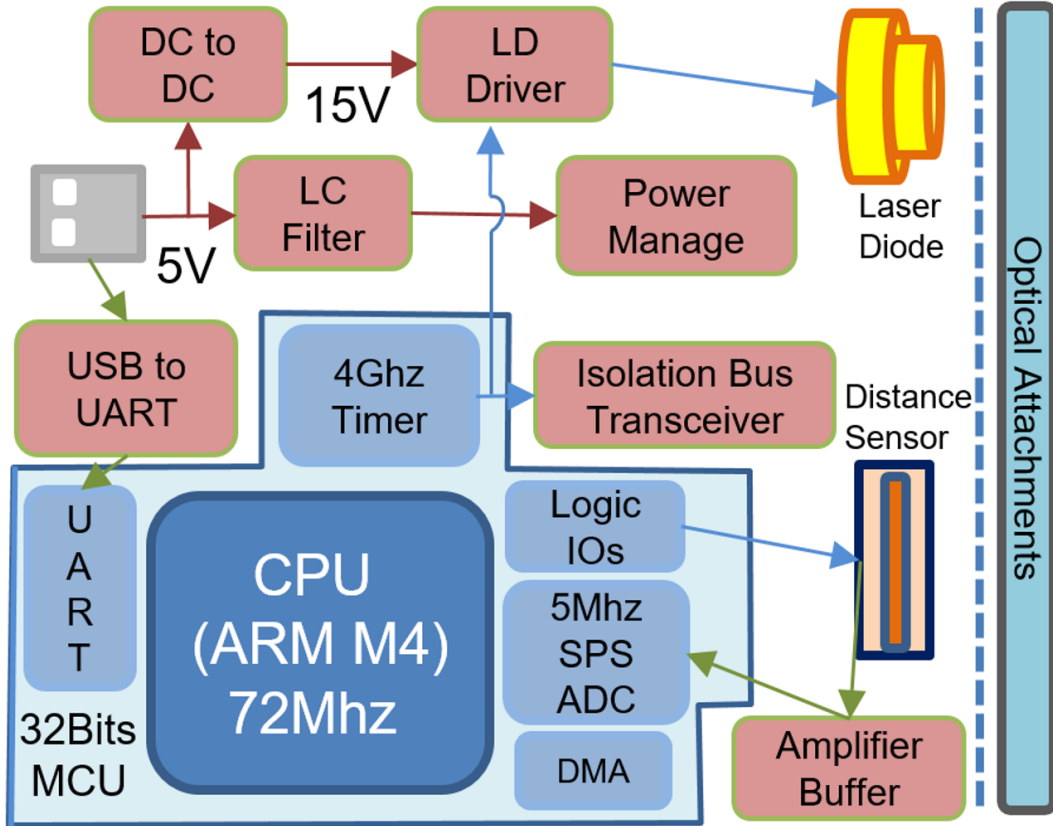 DC to
DC
15V
LD
Driver
Laser
Diode
5V
LC
Filter
Power
Manage
USB to
UART
4Ghz
Timer
Isolation Bus
Transceiver
Distance
Sensor
Optical Attachments
U
A
R
T
32Bits
MCU
CPU
(ARM M4)
72Mhz
Logic
IOs
5Mhz
SPS
ADC
DMA
Amplifier
Buffer